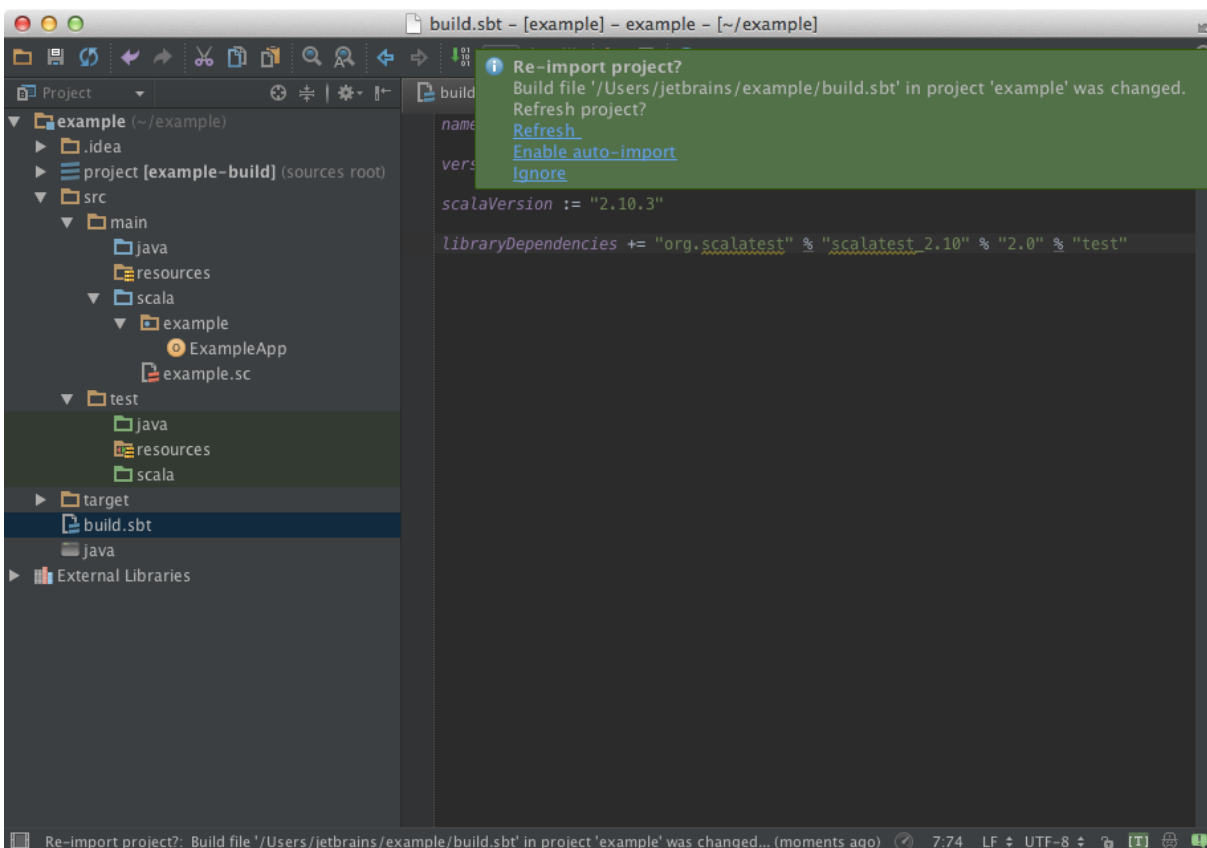 build.sbt – [example] – example – [~/example]
Re-import project?
Build file '/Users/jetbrains/example/build.sbt' in project 'example' was changed.
Refresh project?
Refresh
Enable auto-import
Ignore
Project
build
example (~/example)
.idea
project [example-build] (sources root)
src
main
java
resources
scala
example
ExampleApp
example.sc
test
java
resources
scala
target
build.sbt
java
External Libraries
name
vers
scalaVersion := "2.10.3"
libraryDependencies += "org.scalatest" % "scalatest_2.10" % "2.0" % "test"
Re-import project?: Build file '/Users/jetbrains/example/build.sbt' in project 'example' was changed... (moments ago) 7:74 LF UTF-8 [T]